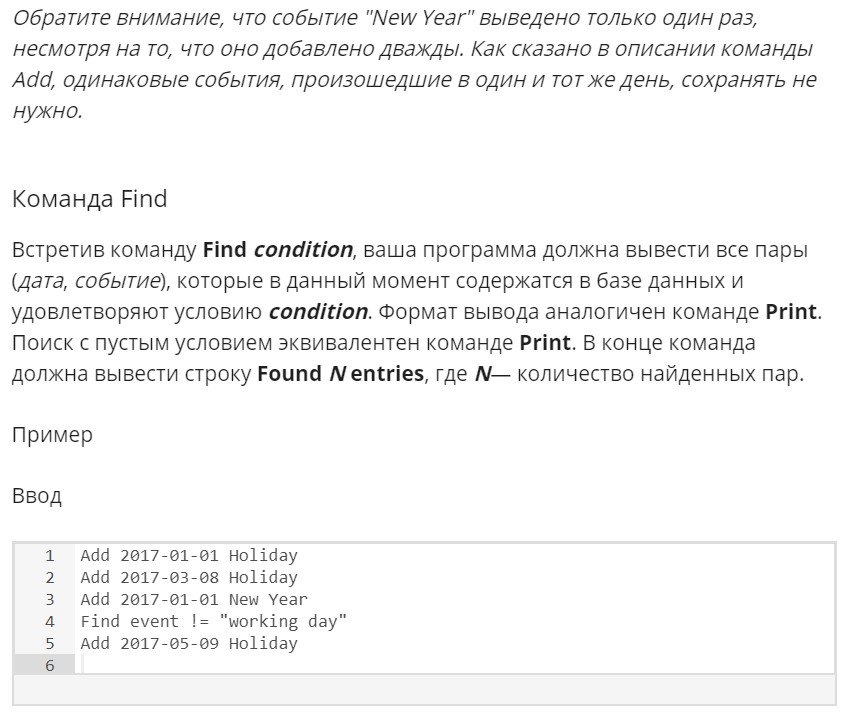 Обратите внимание, что событие "New Year" выведено только один раз,
несмотря на то, что оно добавлено дважды. Как сказано в описании команды
Add, одинаковые события, произошедшие в один и тот же день, сохранять не
нужно.
Команда Find
Встретив команду Find condition, ваша программа должна вывести все пары
(дата, событие), которые в данный момент содержатся в базе данных и
удовлетворяют условию condition. Формат вывода аналогичен команде Print.
Поиск с пустым условием эквивалентен команде Print. В конце команда
должна вывести строку Found N entries, где N— количество найденных пар.
Пример
Ввод
1 Add 2017-01-01 Holiday
2 Add 2017-03-08 Holiday
3 Add 2017-01-01 New Year
4 Find event != "working day"
5 Add 2017-05-09 Holiday
6